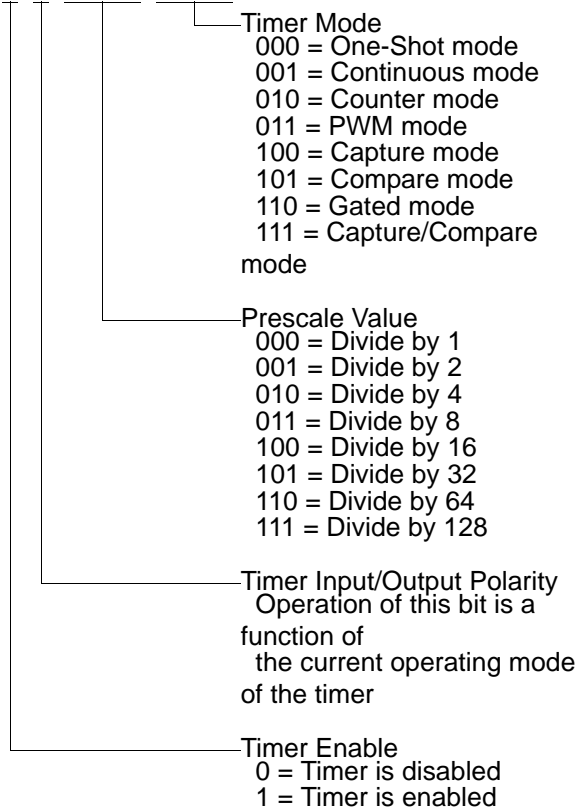 Timer Mode
000 = One-Shot mode
001 = Continuous mode
010 = Counter mode
011 = PWM mode
100 = Capture mode
101 = Compare mode
110 = Gated mode
111 = Capture/Compare
mode
Prescale Value
000 = Divide by 1
001 = Divide by 2
010 = Divide by 4
011 = Divide by 8
100 = Divide by 16
101 = Divide by 32
110 = Divide by 64
111 = Divide by 128
Timer Input/Output Polarity
Operation of this bit is a
function of
the current operating mode
of the timer
Timer Enable
0 = Timer is disabled
1 = Timer is enabled